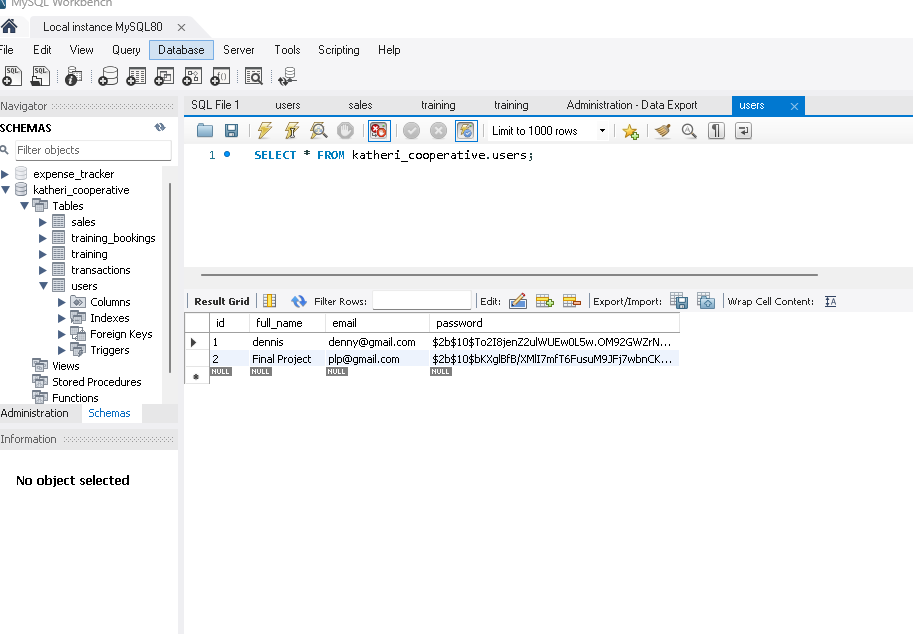 MySQL Workbench
Local instance MySQL80
File Edit View Query Database Server Tools Scripting Help
Navigator
SQL File 1 users sales training training Administration - Data Export users
SCHEMAS
Limit to 1000 rows
Filter objects
1 SELECT * FROM katheri_cooperative.users;
expense_tracker
katheri_cooperative
Tables
sales
training_bookings
training
transactions
users
Columns
Indexes
Foreign Keys
Triggers
Views
Stored Procedures
Functions
Administration Schemas
Information
No object selected
Result Grid Filter Rows: Edit: Export/Import: Wrap Cell Content:
id full_name email password
1 dennis denny@gmail.com $2b$10$To2I8jenZ2ulWUEw0L5w.OM92GWZrN...
2 Final Project plp@gmail.com $2b$10$bKXglBfB/XMlI7mfT6FusuM9JFj7wbnCK...
NULL NULL NULL NULL